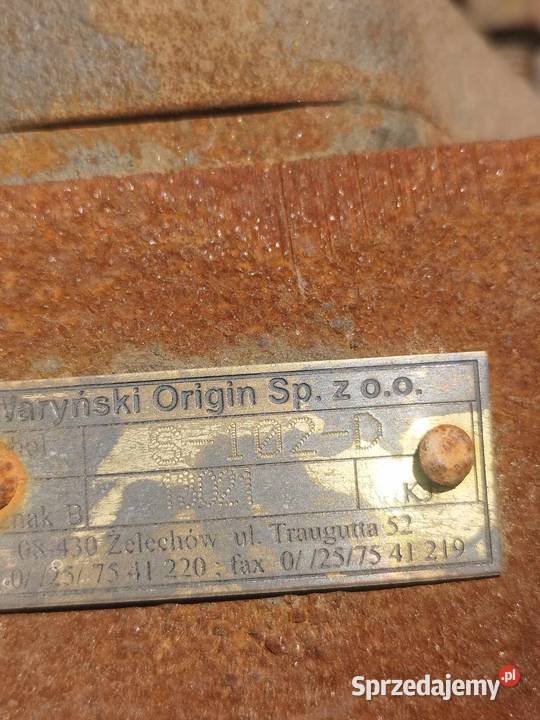 Waryński Origin Sp. z o.o.
S-102-D
KJ
nak B
08-430 Żelechów ul. Traugutta 52
0/ /25/ 75 41 220 ; fax 0/ /25/75 41 219
Sprzedajemy.pl